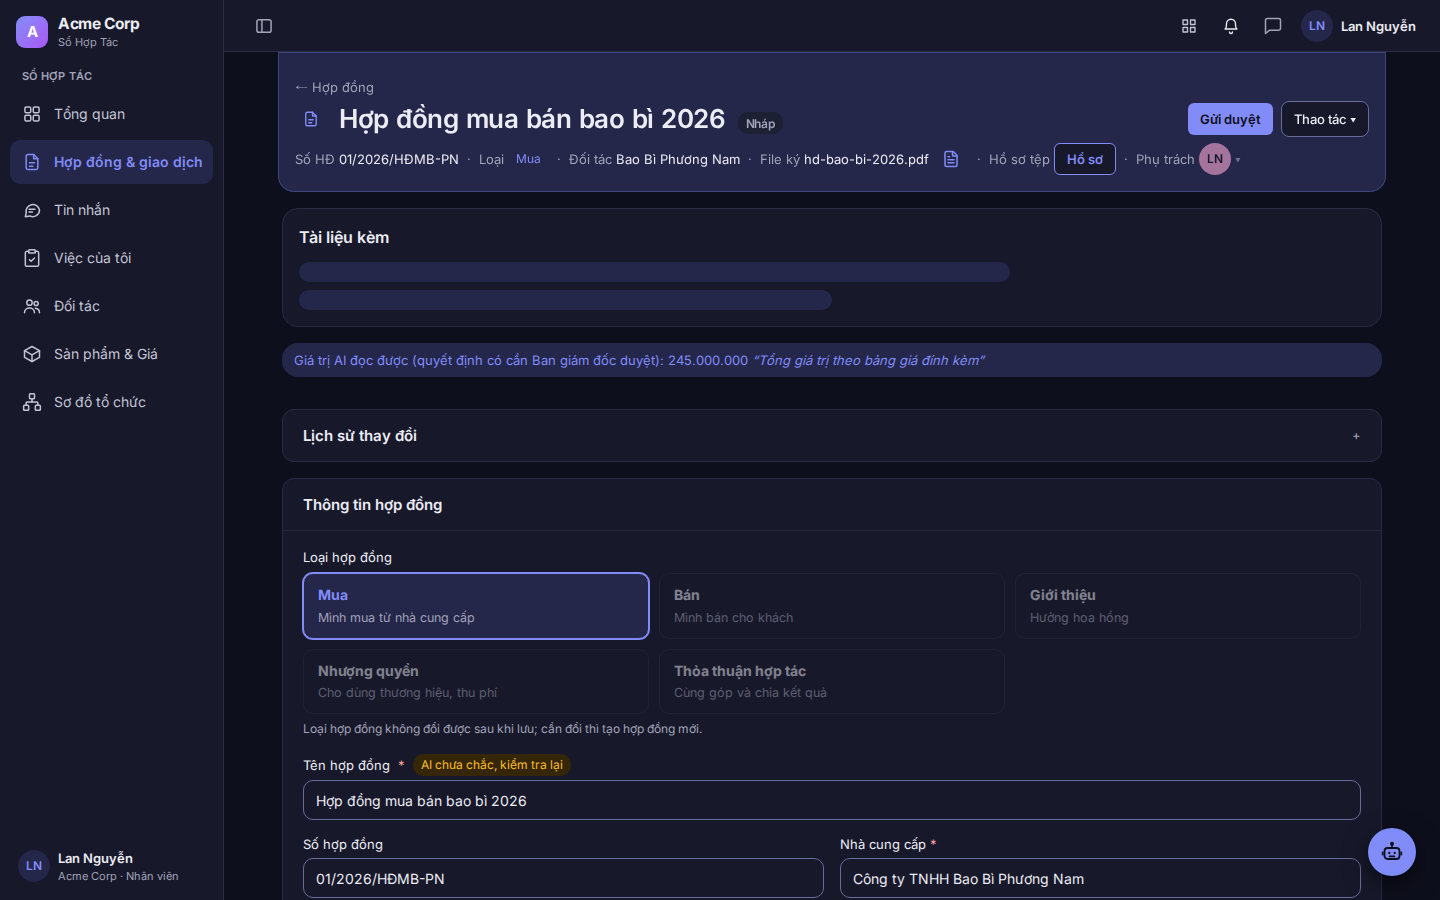 A
Acme Corp
Sổ Hợp Tác
SỔ HỢP TÁC
Tổng quan
Hợp đồng & giao dịch
Tin nhắn
Việc của tôi
Đối tác
Sản phẩm & Giá
Sơ đồ tổ chức
LN Lan Nguyễn
Acme Corp · Nhân viên
LN Lan Nguyễn
← Hợp đồng
Hợp đồng mua bán bao bì 2026 Nháp
Gửi duyệt Thao tác ▾
Số HĐ 01/2026/HĐMB-PN · Loại Mua · Đối tác Bao Bì Phương Nam · File ký hd-bao-bi-2026.pdf · Hồ sơ tệp Hồ sơ · Phụ trách LN ▾
Tài liệu kèm
Giá trị AI đọc được (quyết định có cần Ban giám đốc duyệt): 245.000.000 “Tổng giá trị theo bảng giá đính kèm”
Lịch sử thay đổi +
Thông tin hợp đồng
Loại hợp đồng
Mua
Mình mua từ nhà cung cấp
Bán
Mình bán cho khách
Giới thiệu
Hưởng hoa hồng
Nhượng quyền
Cho dùng thương hiệu, thu phí
Thỏa thuận hợp tác
Cùng góp và chia kết quả
Loại hợp đồng không đổi được sau khi lưu; cần đổi thì tạo hợp đồng mới.
Tên hợp đồng * AI chưa chắc, kiểm tra lại
Hợp đồng mua bán bao bì 2026
Số hợp đồng
01/2026/HĐMB-PN
Nhà cung cấp *
Công ty TNHH Bao Bì Phương Nam